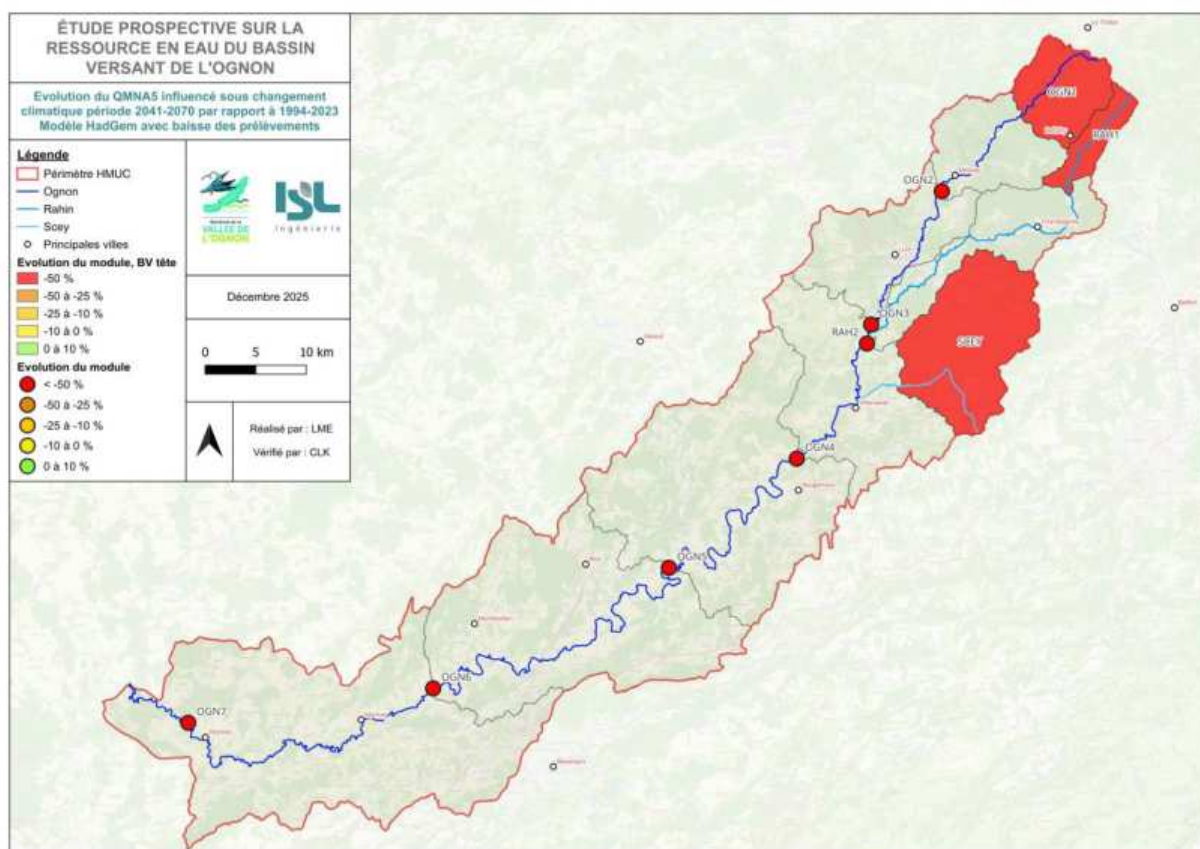 ÉTUDE PROSPECTIVE SUR LA
RESSOURCE EN EAU DU BASSIN
VERSANT DE L'OGNON
Evolution du QMNA5 influencé sous changement
climatique période 2041-2070 par rapport à 1994-2023
Modèle HadGem avec baisse des prélèvements
Légende
Périmètre HMUC
Ognon
Rahin
Scey
Principales villes
Evolution du module, BV tête
-50 %
-50 à -25 %
-25 à -10 %
-10 à 0 %
0 à 10 %
Evolution du module
< -50 %
-50 à -25 %
-25 à -10 %
-10 à 0 %
0 à 10 %
VALLÉE DE
L'OGNON
ISL
Ingénierie
Décembre 2025
0 5 10 km
Réalisé par : LME
Vérifié par : CLK
OGN1
RAH1
OGN2
OGN3
RAH2
SCEY
OGN4
OGN5
OGN6
OGN7